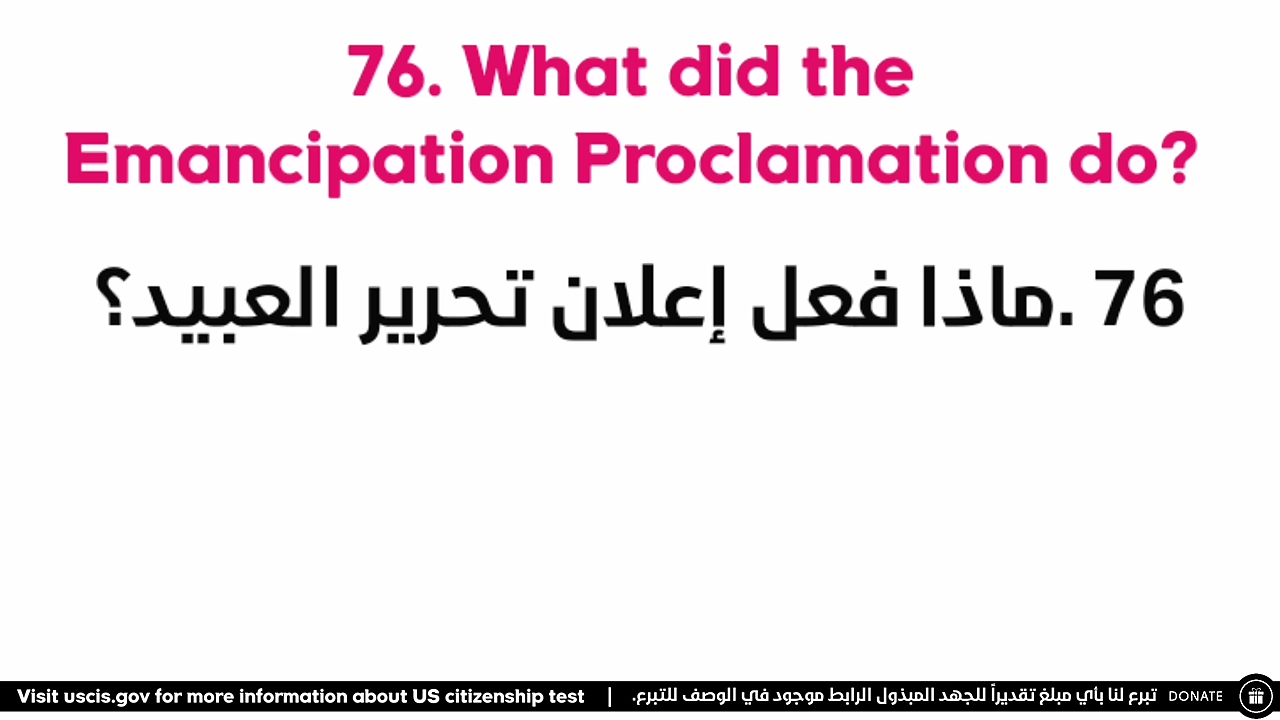 76. What did the
Emancipation Proclamation do?
76 .ماذا فعل إعلان تحرير العبيد؟
Visit uscis.gov for more information about US citizenship test | تبرع لنا بأي مبلغ تقديراً للجهد المبذول الرابط موجود في الوصف للتبرع. DONATE